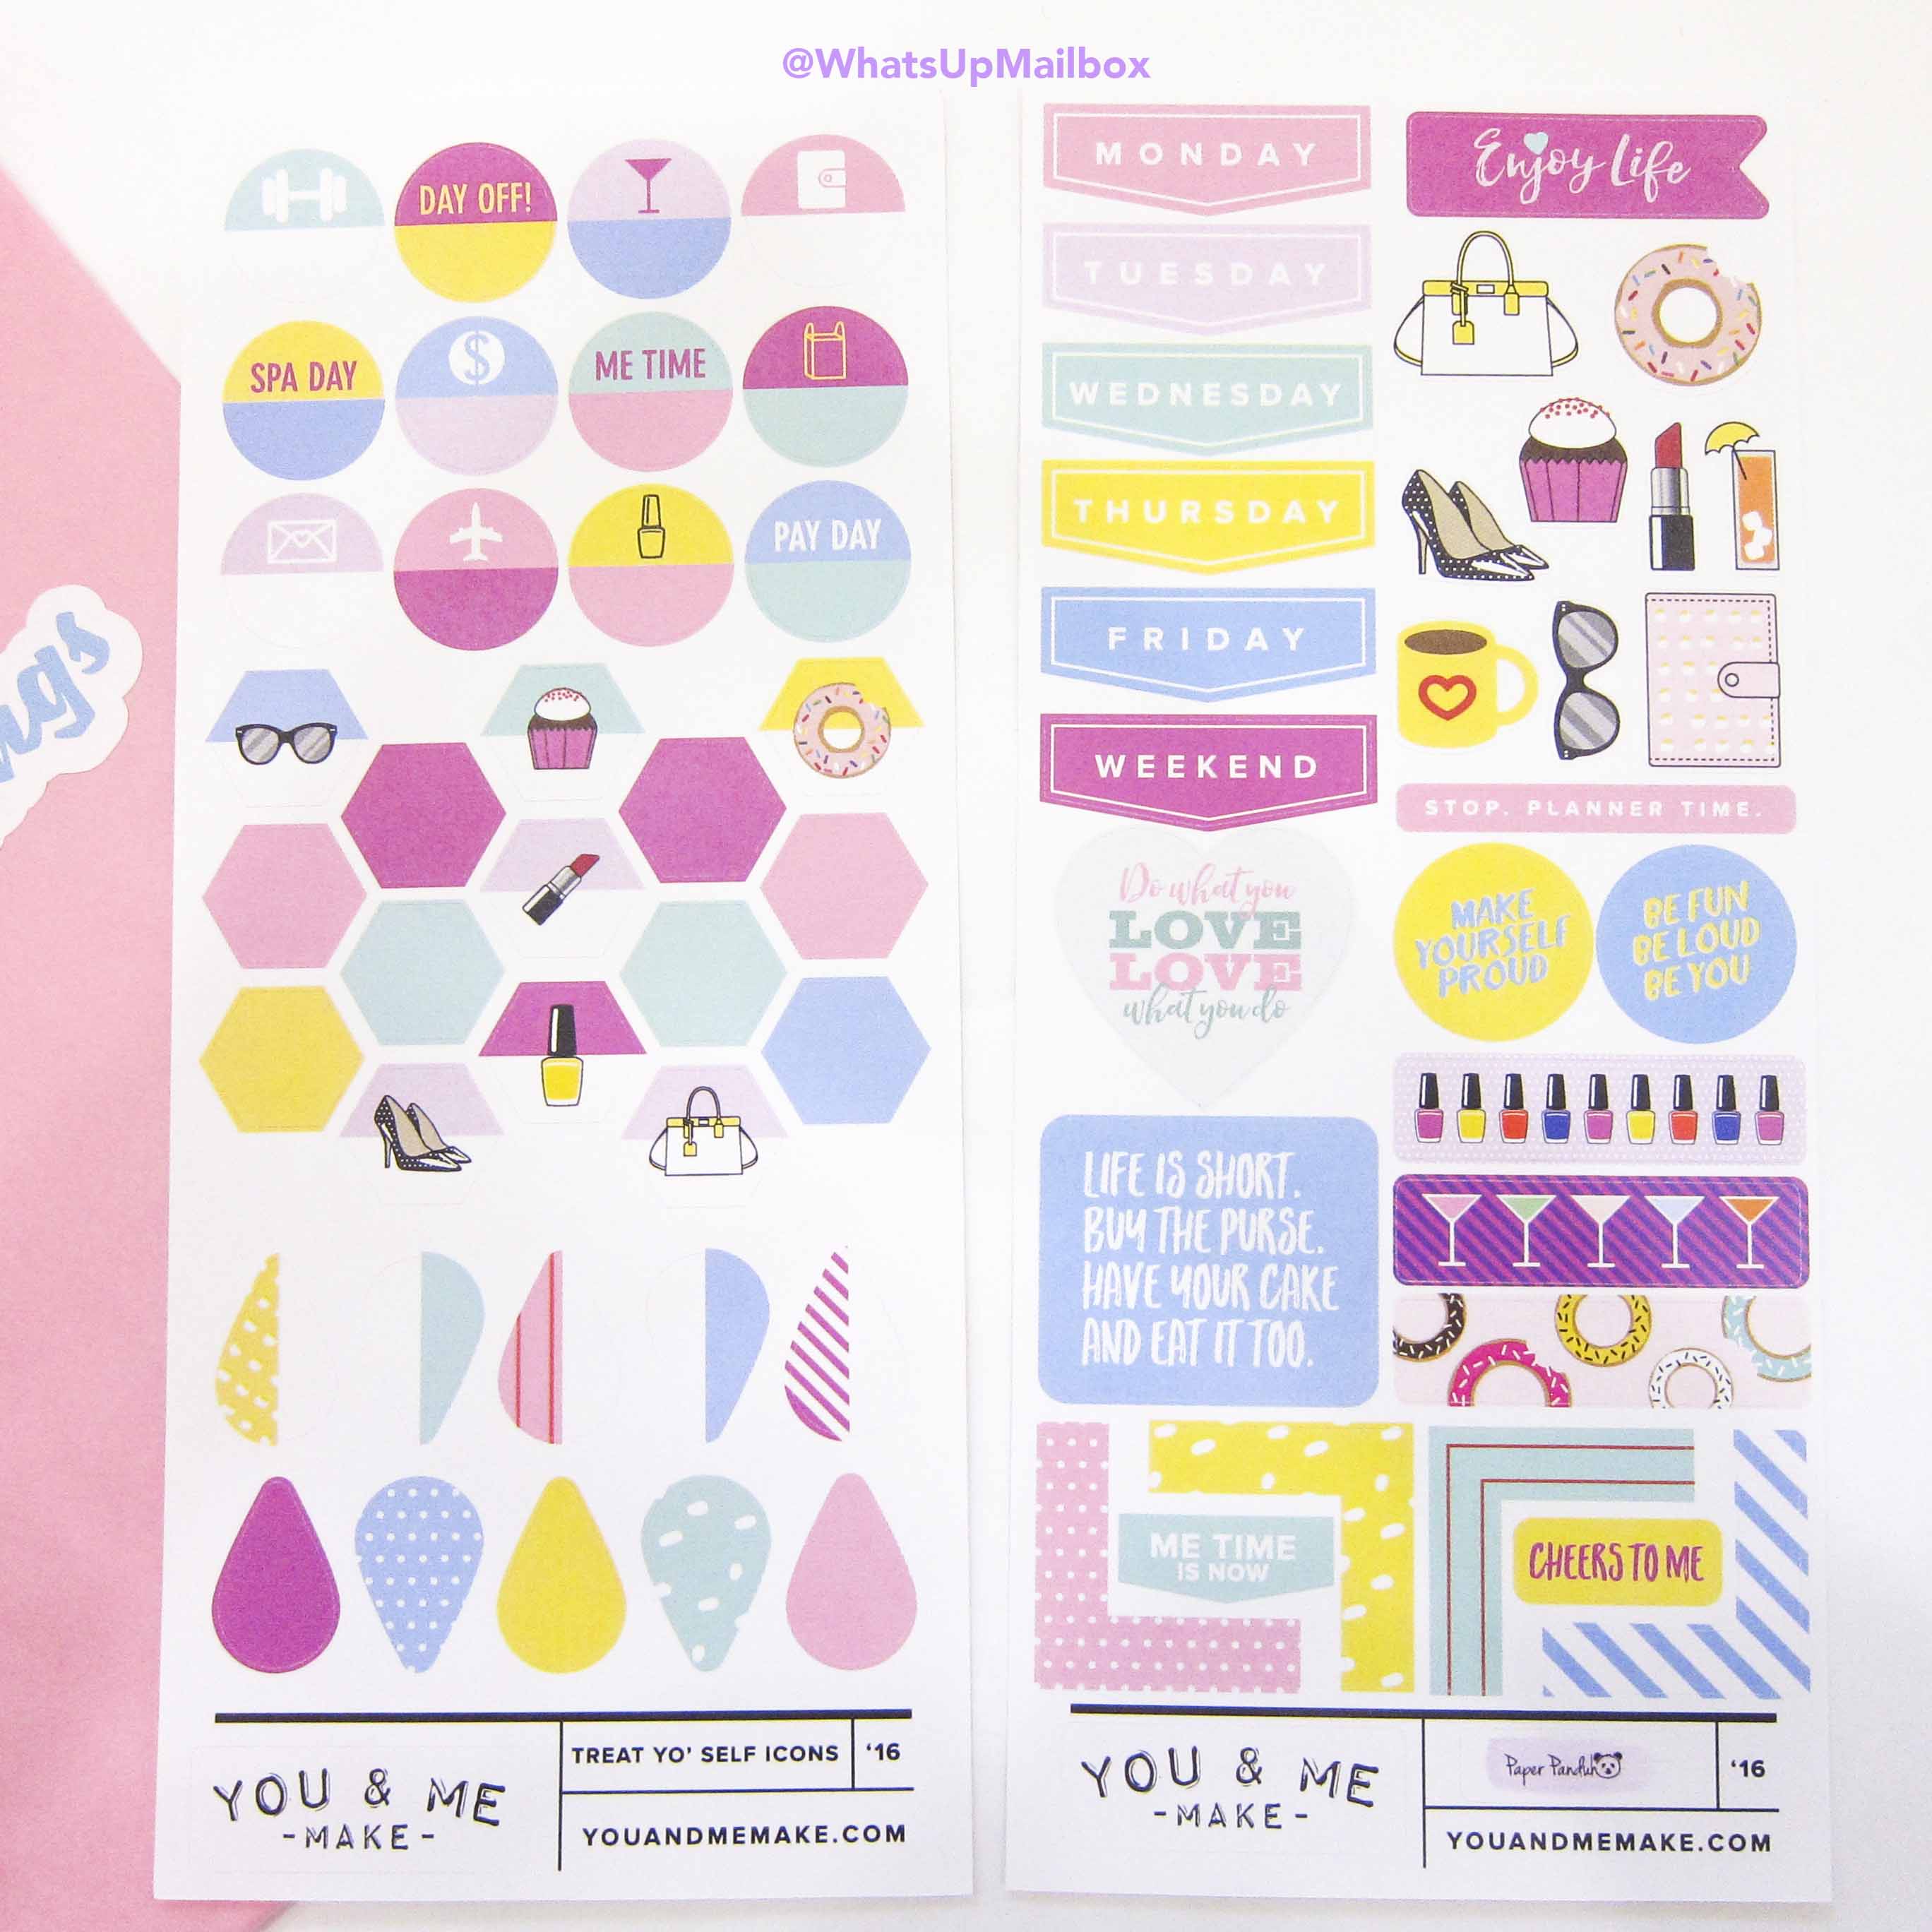 @WhatsUpMailbox
DAY OFF!
SPA DAY
$
ME TIME
PAY DAY
TREAT YO' SELF ICONS
'16
YOU & ME
-MAKE-
YOUANDMEMAKE.COM
MONDAY
TUESDAY
WEDNESDAY
THURSDAY
FRIDAY
WEEKEND
Do what you
LOVE
LOVE
what you do
LIFE IS SHORT.
BUY THE PURSE.
HAVE YOUR CAKE
AND EAT IT TOO.
Enjoy Life
STOP. PLANNER TIME.
MAKE
YOURSELF
PROUD
BE FUN
BE LOUD
BE YOU
ME TIME
IS NOW
CHEERS TO ME
YOU & ME
-MAKE-
Paper Panduh
'16
YOUANDMEMAKE.COM